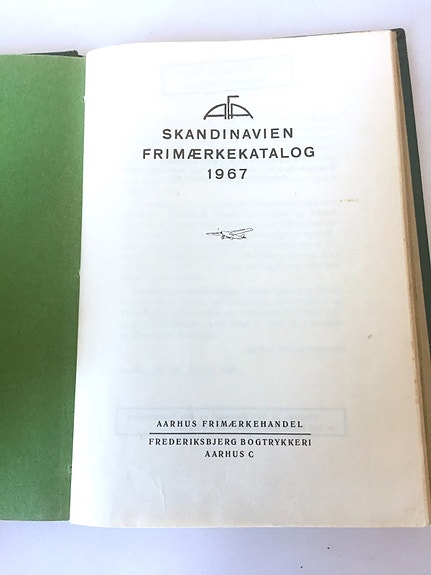 AFA
SKANDINAVIEN
FRIMÆRKEKATALOG
1967
AARHUS FRIMÆRKEHANDEL
FREDERIKSBJERG BOGTRYKKERI
AARHUS C